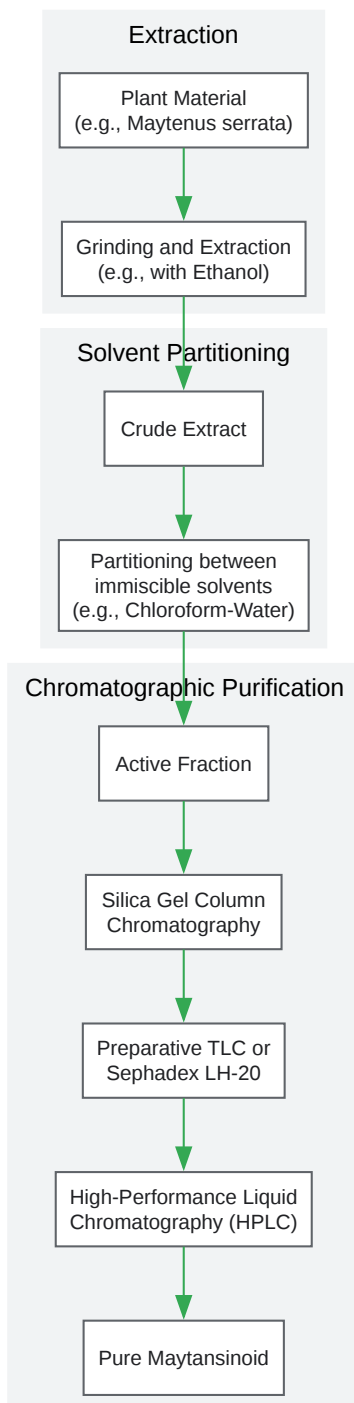 Extraction
Plant Material
(e.g., Maytenus serrata)
Grinding and Extraction
(e.g., with Ethanol)
Solvent Partitioning
Crude Extract
Partitioning between
immiscible solvents
(e.g., Chloroform-Water)
Chromatographic Purification
Active Fraction
Silica Gel Column
Chromatography
Preparative TLC or
Sephadex LH-20
High-Performance Liquid
Chromatography (HPLC)
Pure Maytansinoid